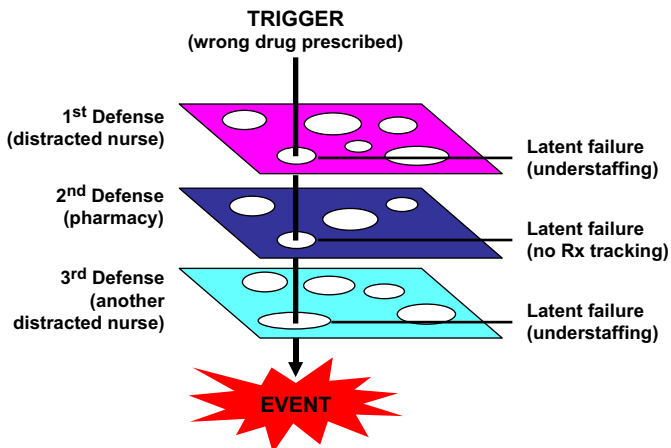 TRIGGER
(wrong drug prescribed)
1st Defense
(distracted nurse)
Latent failure
(understaffing)
2nd Defense
(pharmacy)
Latent failure
(no Rx tracking)
3rd Defense
(another
distracted nurse)
Latent failure
(understaffing)
EVENT